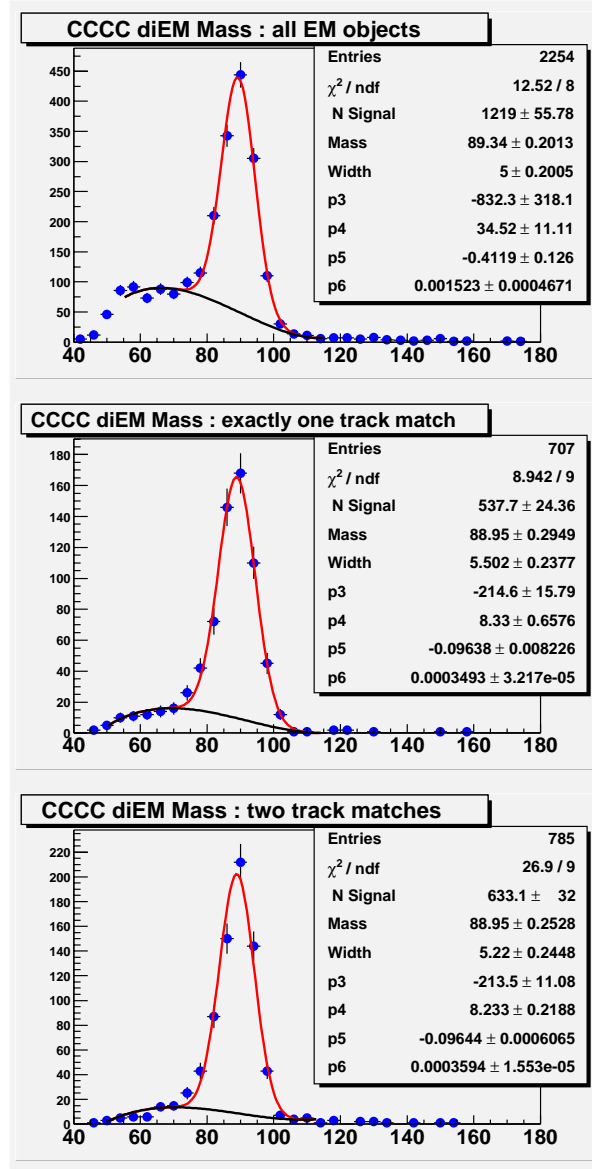 CCCC diEM Mass : all EM objects
Entries 2254
χ² / ndf 12.52 / 8
N Signal 1219 ± 55.78
Mass 89.34 ± 0.2013
Width 5 ± 0.2005
p3 -832.3 ± 318.1
p4 34.52 ± 11.11
p5 -0.4119 ± 0.126
p6 0.001523 ± 0.0004671
450
400
350
300
250
200
150
100
50
0
40 60 80 100 120 140 160 180
CCCC diEM Mass : exactly one track match
Entries 707
χ² / ndf 8.942 / 9
N Signal 537.7 ± 24.36
Mass 88.95 ± 0.2949
Width 5.502 ± 0.2377
p3 -214.6 ± 15.79
p4 8.33 ± 0.6576
p5 -0.09638 ± 0.008226
p6 0.0003493 ± 3.217e-05
180
160
140
120
100
80
60
40
20
0
40 60 80 100 120 140 160 180
CCCC diEM Mass : two track matches
Entries 785
χ² / ndf 26.9 / 9
N Signal 633.1 ± 32
Mass 88.95 ± 0.2528
Width 5.22 ± 0.2448
p3 -213.5 ± 11.08
p4 8.233 ± 0.2188
p5 -0.09644 ± 0.0006065
p6 0.0003594 ± 1.553e-05
220
200
180
160
140
120
100
80
60
40
20
0
40 60 80 100 120 140 160 180